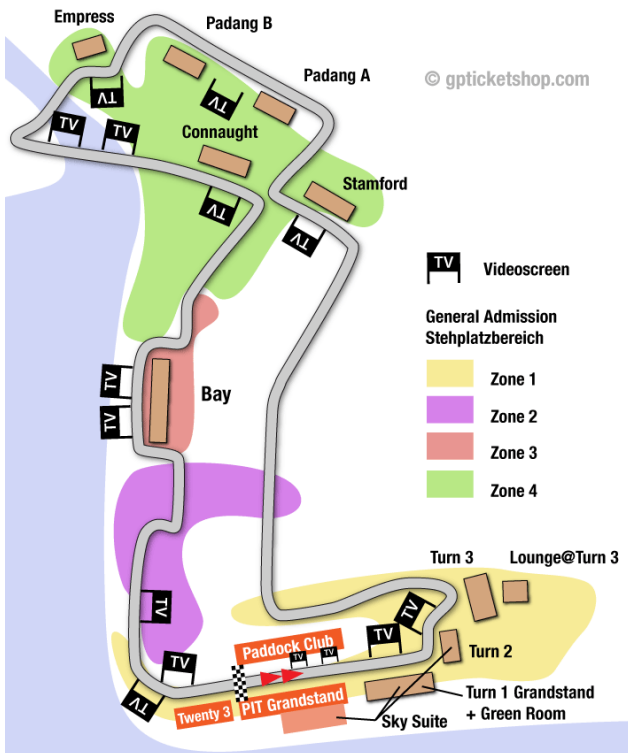 Empress
Padang B
Padang A
© gpticketshop.com
TV
TV
TV
TV
Connaught
TV
Stamford
TV
TV
Videoscreen
General Admission
Stehplatzbereich
Zone 1
Zone 2
Zone 3
Zone 4
TV
TV
Bay
TV
Turn 3
Lounge@Turn 3
TV
TV
TV
TV
Paddock Club
TV
TV
Turn 2
Twenty 3
PIT Grandstand
Sky Suite
Turn 1 Grandstand
+ Green Room